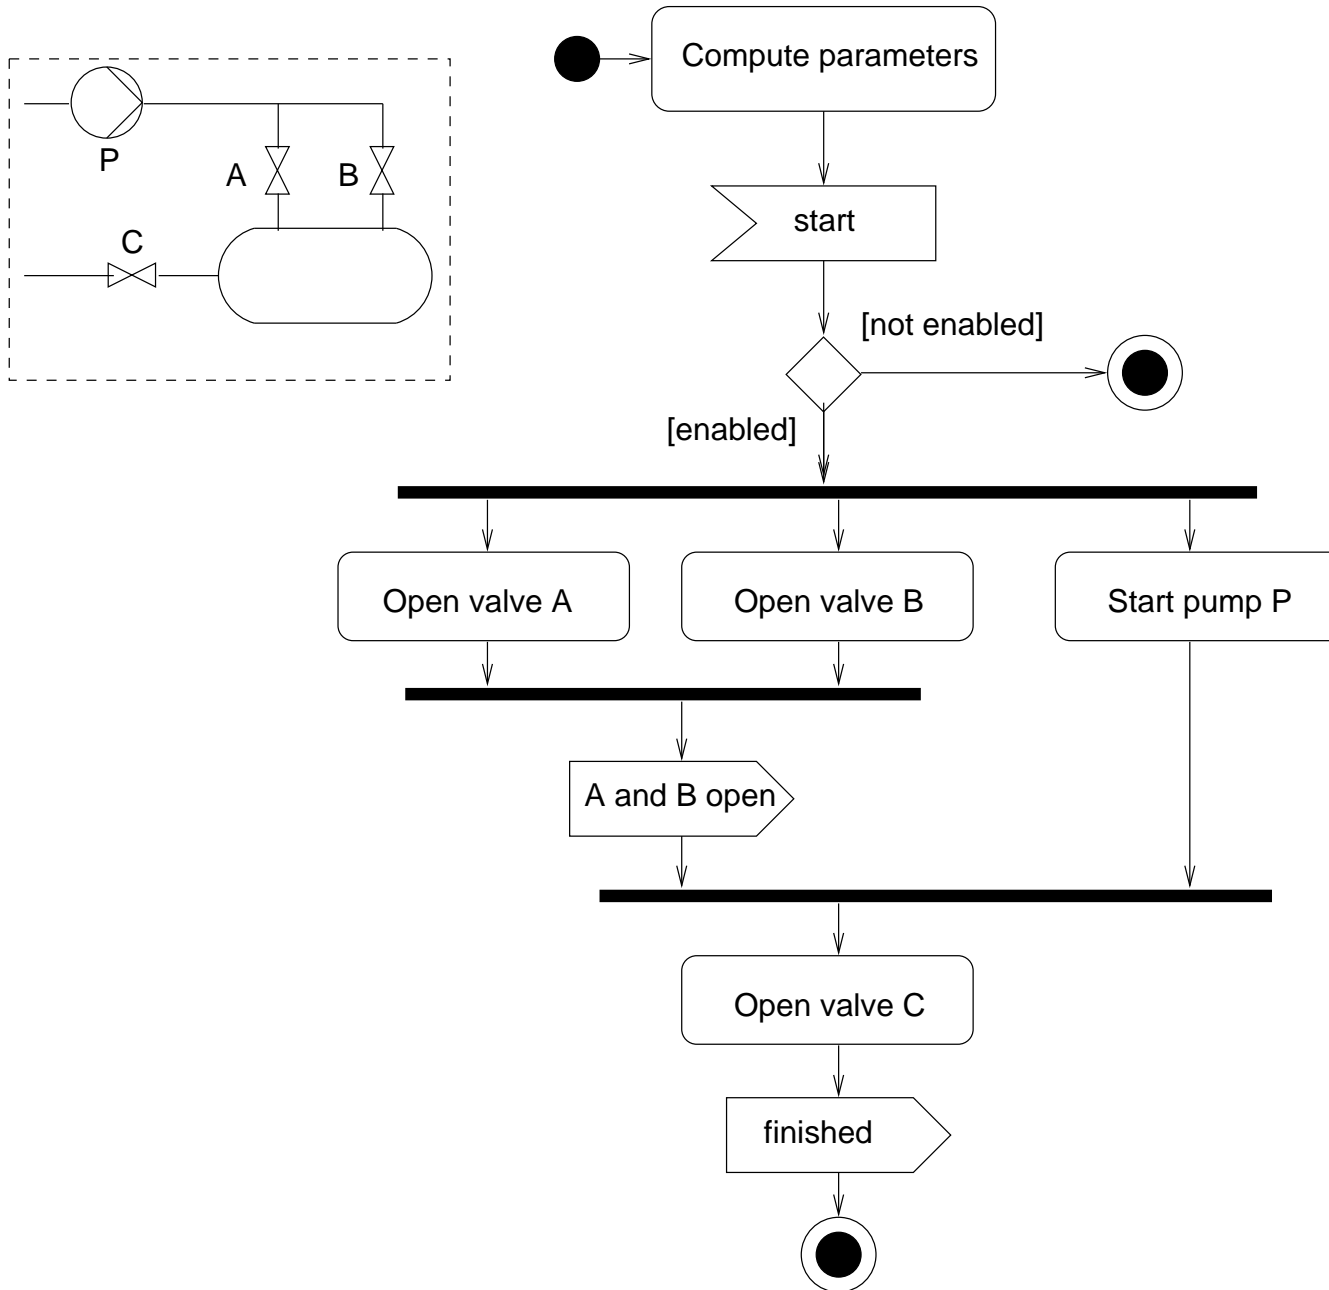 P
A
B
C
Compute parameters
start
[not enabled]
[enabled]
Open valve A
Open valve B
Start pump P
A and B open
Open valve C
finished